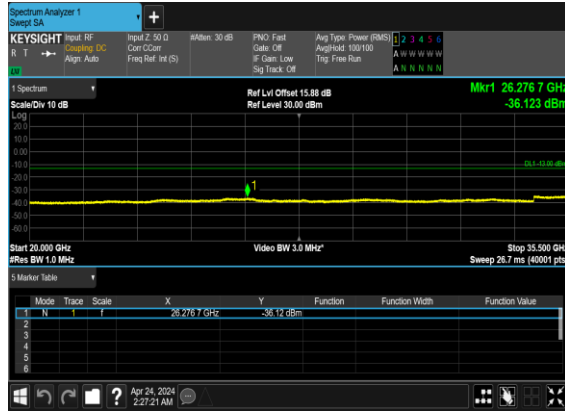 Spectrum Analyzer 1
Swept SA
+
KEYSIGHT Input: RF Input Z: 50 Ω #Atten: 30 dB PNO: Fast Avg Type: Power (RMS) 1 2 3 4 5 6
R T Coupling: DC Corr CCorr Gate: Off Avg|Hold: 100/100 A W W W W W
Align: Auto Freq Ref: Int (S) IF Gain: Low Trig: Free Run
Sig Track: Off A N N N N N
1 Spectrum Ref Lvl Offset 15.88 dB Mkr1 26.276 7 GHz
Scale/Div 10 dB Ref Level 30.00 dBm -36.123 dBm
Log
20.0
10.0
0.00
-10.0 DL1 -13.00 dBm
-20.0
-30.0 1
-40.0
-50.0
-60.0
Start 20.000 GHz Video BW 3.0 MHz* Stop 35.500 GHz
#Res BW 1.0 MHz Sweep 26.7 ms (40001 pts)
5 Marker Table
Mode Trace Scale X Y Function Function Width Function Value
1 N 1 f 26.276 7 GHz -36.12 dBm
2
3
4
5
6
? Apr 24, 2024
2:27:21 AM